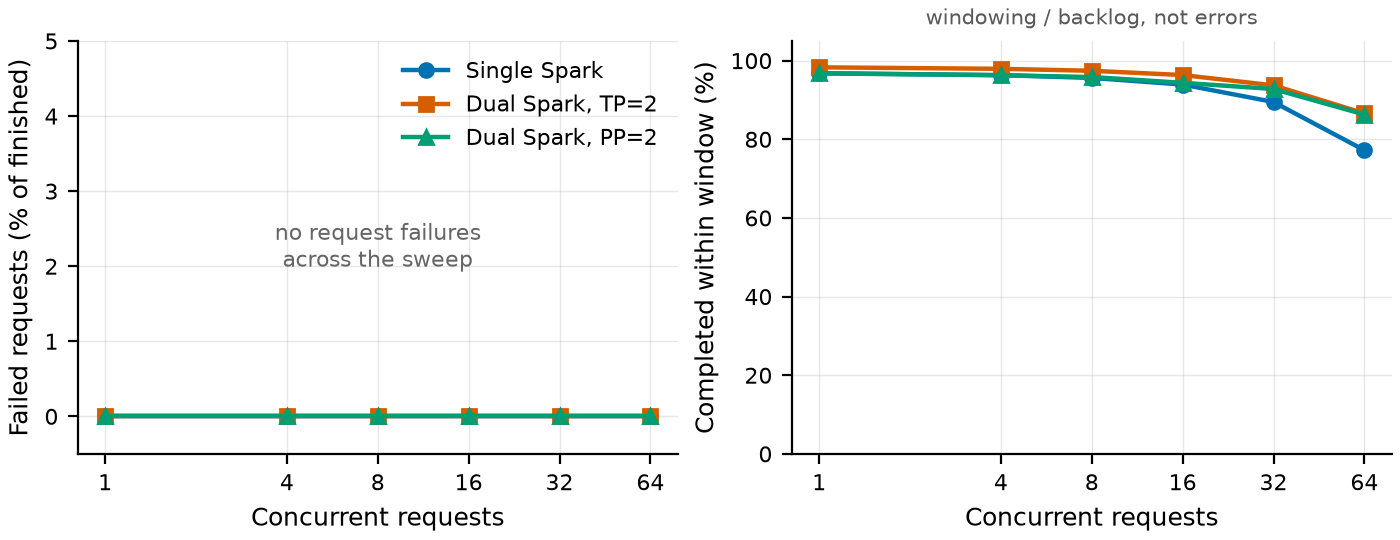 Failed requests (% of finished)
5
4
3
2
1
0
Single Spark
Dual Spark, TP=2
Dual Spark, PP=2
no request failures
across the sweep
1
4
8
16
32
64
Concurrent requests
windowing / backlog, not errors
Completed within window (%)
100
80
60
40
20
0
1
4
8
16
32
64
Concurrent requests